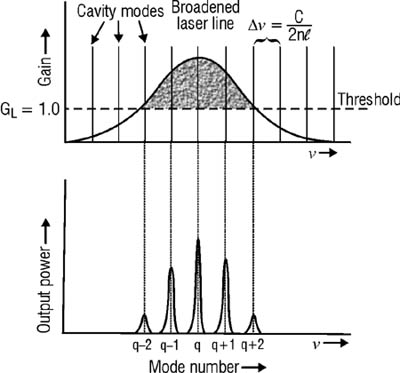 Cavity modes
Broadened
laser line
Δν = C / 2nℓ
Gain
G_L = 1.0
Threshold
ν
Output power
q–2 q–1 q q+1 q+2
ν
Mode number